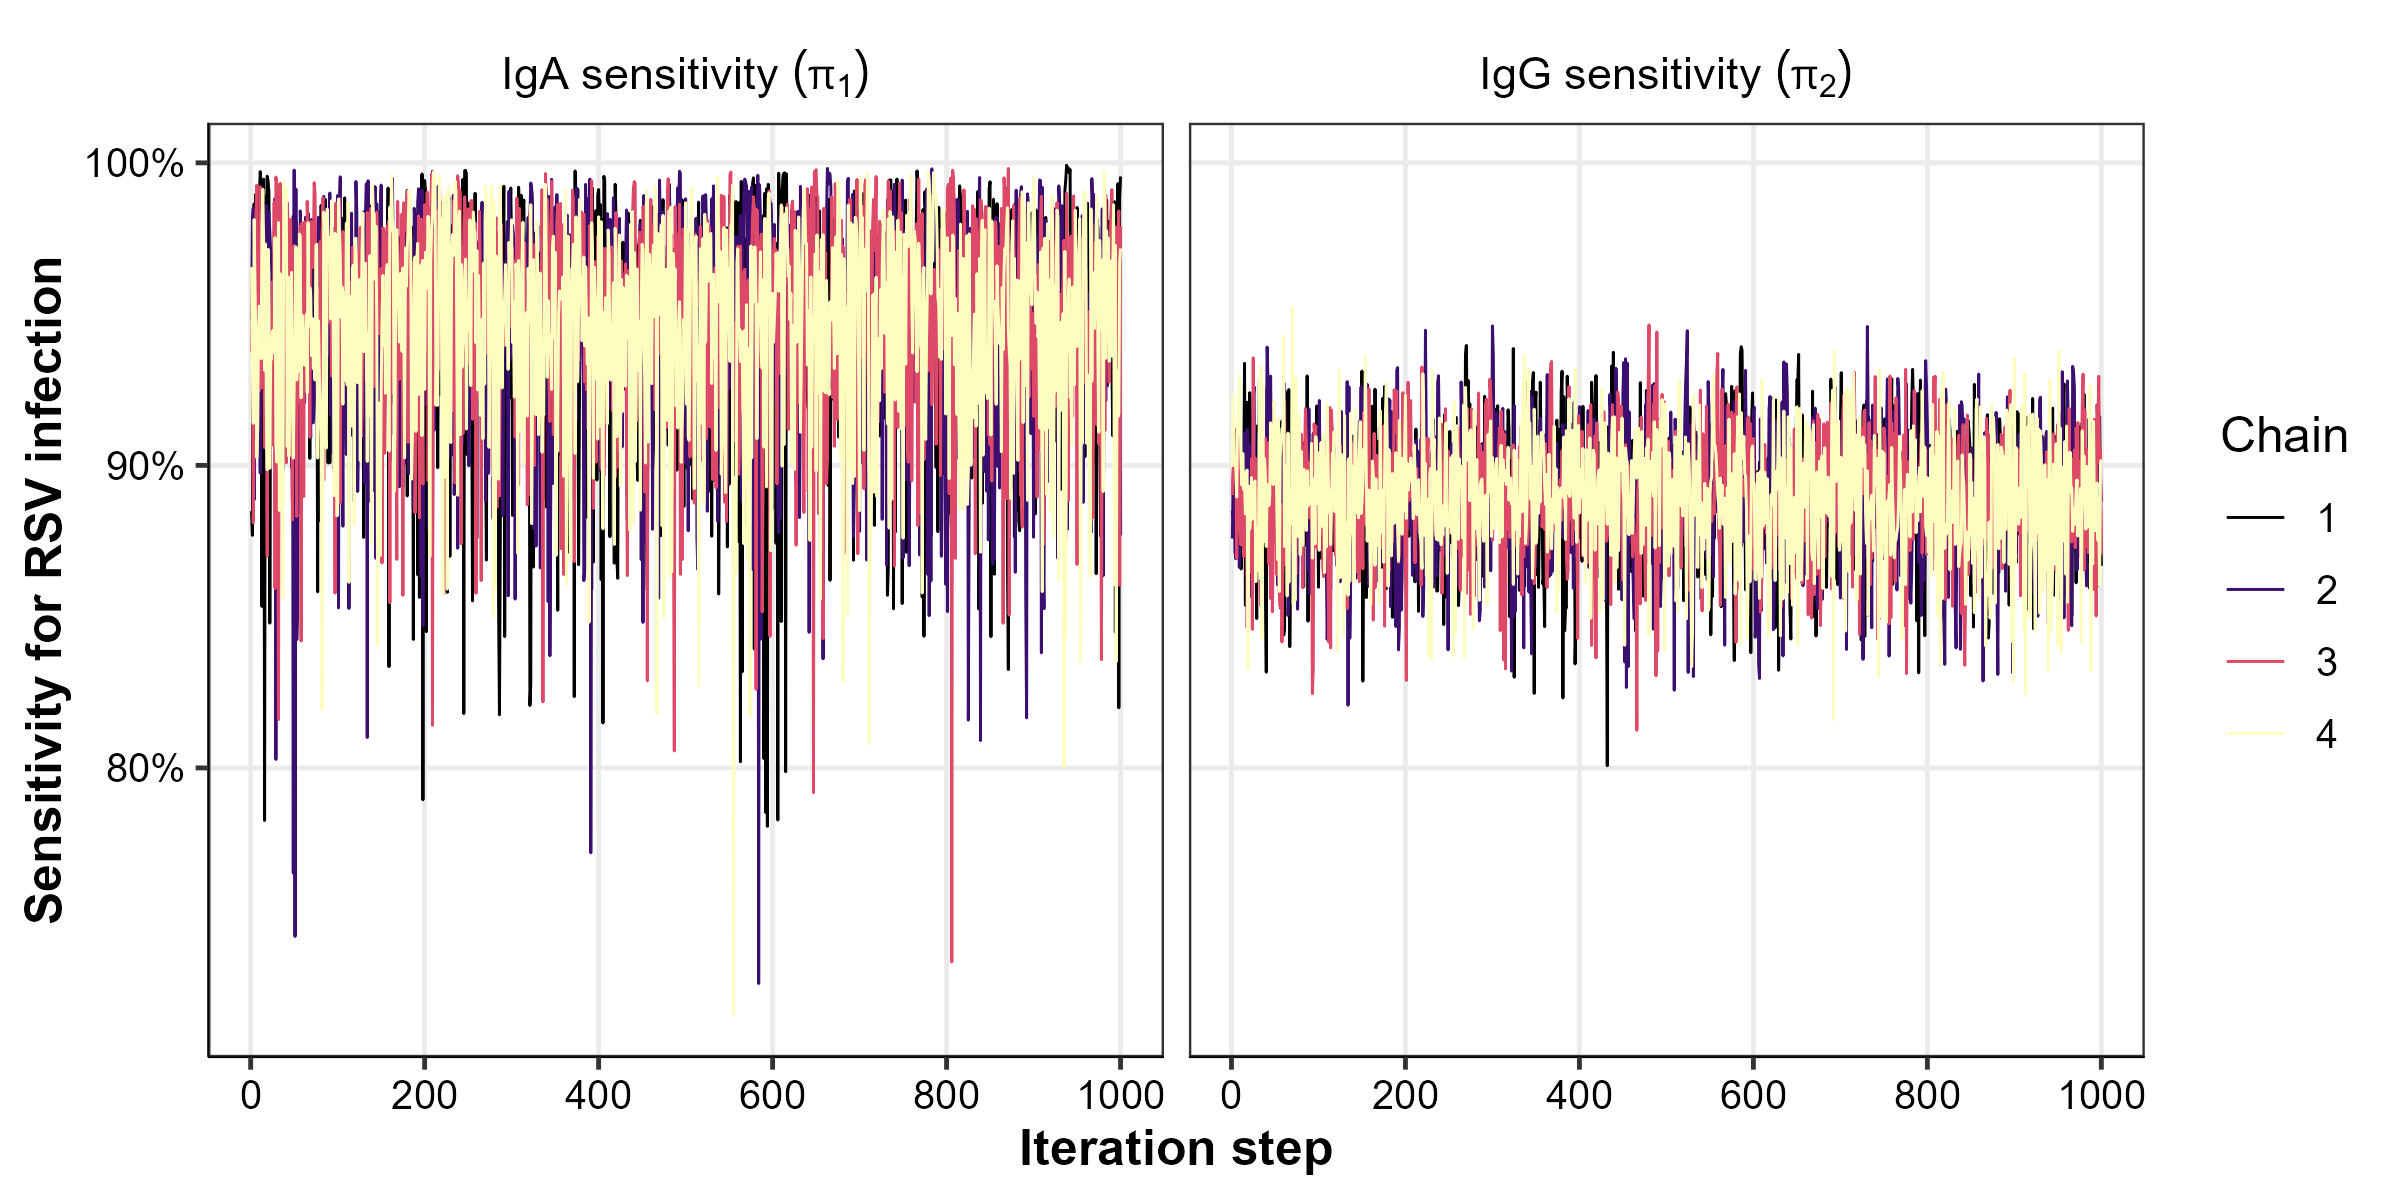 IgA sensitivity (π₁)
IgG sensitivity (π₂)
Sensitivity for RSV infection
100%
90%
80%
0 200 400 600 800 1000
0 200 400 600 800 1000
Iteration step
Chain
1
2
3
4